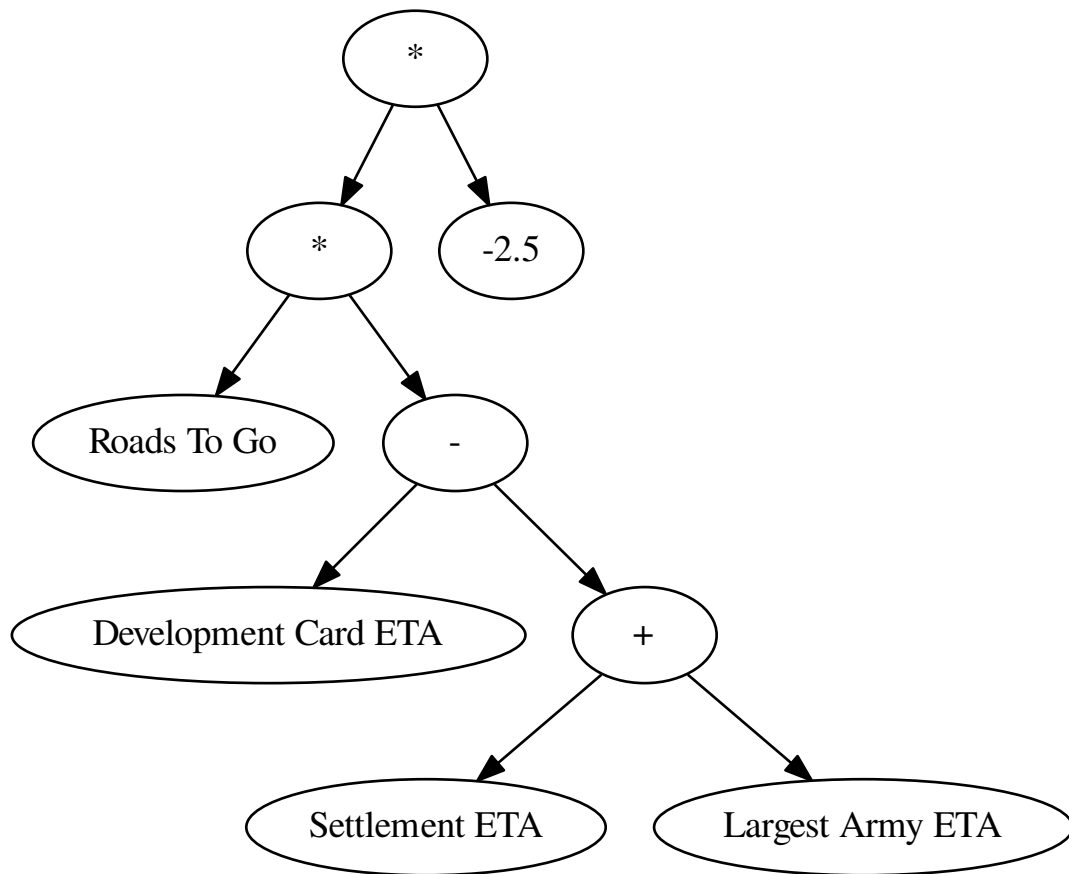 *
*
-2.5
Roads To Go
-
Development Card ETA
+
Settlement ETA
Largest Army ETA